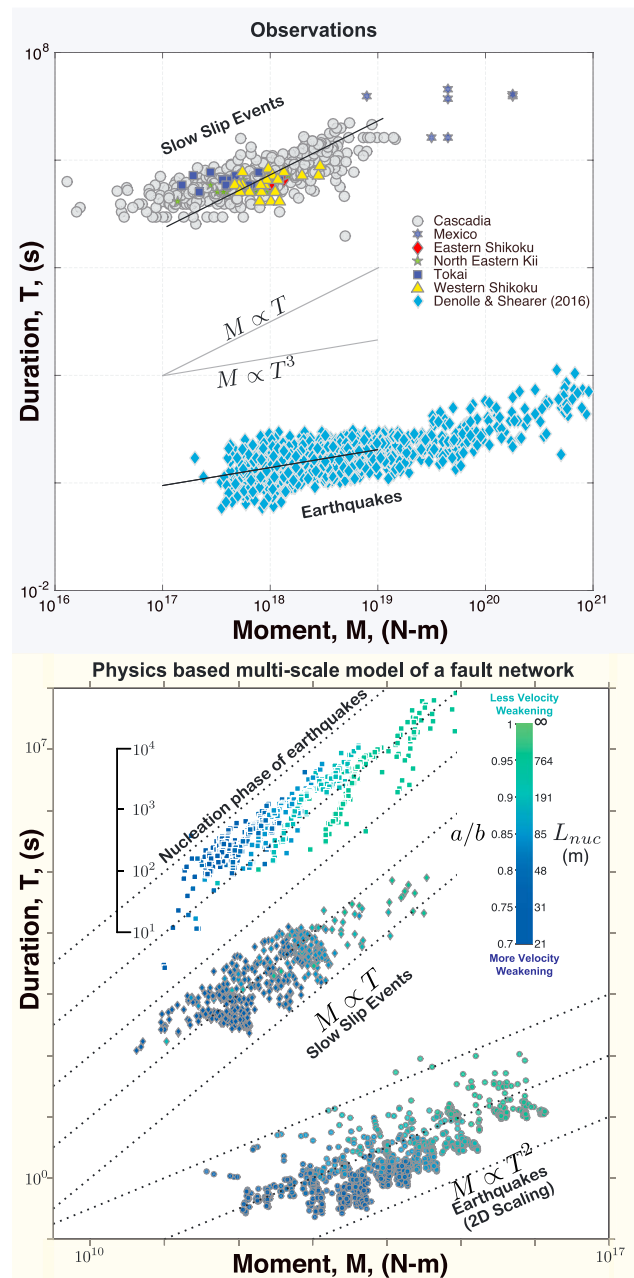 Observations
10^8
Slow Slip Events
Cascadia
Mexico
Eastern Shikoku
North Eastern Kii
Tokai
Western Shikoku
Denolle & Shearer (2016)
M ∝ T
M ∝ T^3
Earthquakes
Duration, T, (s)
10^-2
10^16
10^17
10^18
10^19
10^20
10^21
Moment, M, (N-m)
Physics based multi-scale model of a fault network
Less Velocity
Weakening
1 ∞
0.95 764
0.9 191
0.85 85
0.8 48
0.75 31
0.7 21
a/b
L_nuc
(m)
More Velocity
Weakening
Nucleation phase of earthquakes
10^7
10^4
10^3
10^2
10^1
M ∝ T
Slow Slip Events
Duration, T, (s)
10^0
M ∝ T^2
Earthquakes
(2D Scaling)
10^10
10^17
Moment, M, (N-m)